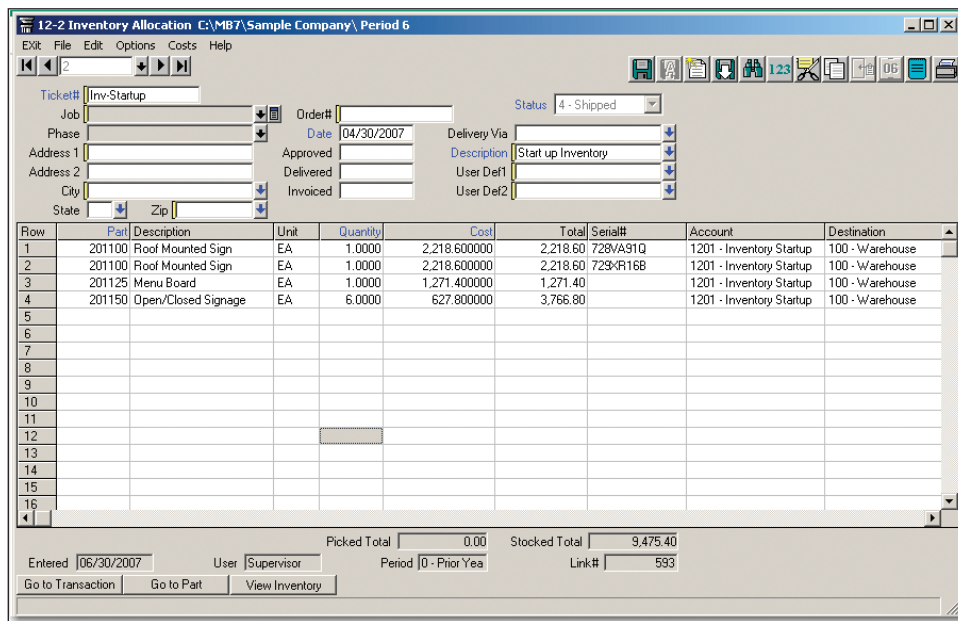 12-2 Inventory Allocation C:\MB7\Sample Company\ Period 6
EXit File Edit Options Costs Help
2
123 06
Ticket# Inv-Startup
Status 4 - Shipped
Job Order#
Phase Date 04/30/2007 Delivery Via
Address 1 Approved Description Start up Inventory
Address 2 Delivered User Def1
City Invoiced User Def2
State Zip
Row Part Description Unit Quantity Cost Total Serial# Account Destination
1 201100 Roof Mounted Sign EA 1.0000 2,218.600000 2,218.60 728VA91Q 1201 - Inventory Startup 100 - Warehouse
2 201100 Roof Mounted Sign EA 1.0000 2,218.600000 2,218.60 729XR16B 1201 - Inventory Startup 100 - Warehouse
3 201125 Menu Board EA 1.0000 1,271.400000 1,271.40 1201 - Inventory Startup 100 - Warehouse
4 201150 Open/Closed Signage EA 6.0000 627.800000 3,766.80 1201 - Inventory Startup 100 - Warehouse
5
6
7
8
9
10
11
12
13
14
15
16
Picked Total 0.00 Stocked Total 9,475.40
Entered 06/30/2007 User Supervisor Period 0 - Prior Yea Link# 593
Go to Transaction Go to Part View Inventory